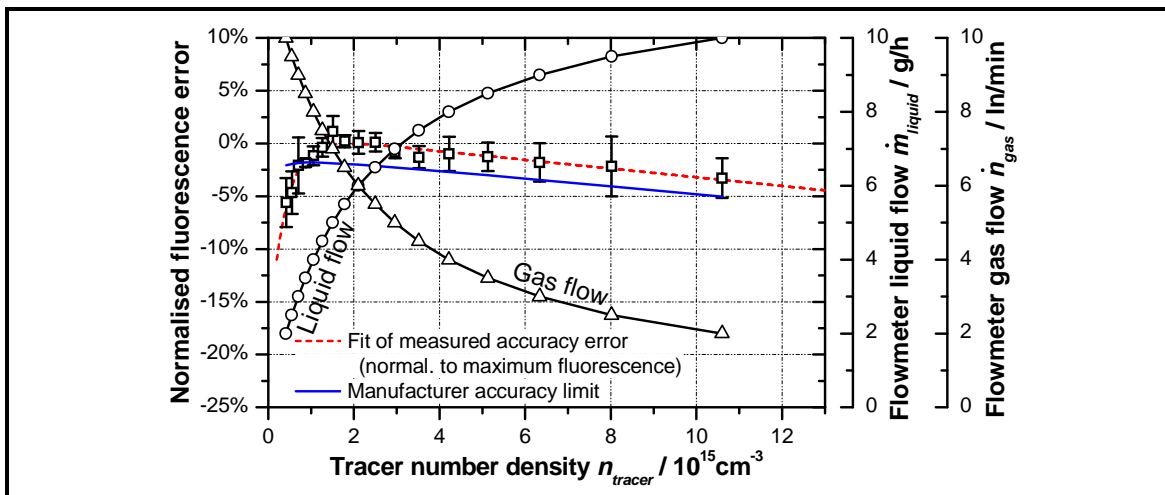 Normalised fluorescence error
10%
5%
0%
-5%
-10%
-15%
-20%
-25%
Liquid flow
Gas flow
Fit of measured accuracy error
(normal. to maximum fluorescence)
Manufacturer accuracy limit
0 2 4 6 8 10 12
Tracer number density n_tracer / 10^15 cm^-3
10
8
6
4
2
0
Flowmeter liquid flow ṁ_liquid / g/h
10
8
6
4
2
0
Flowmeter gas flow ṅ_gas / ln/min